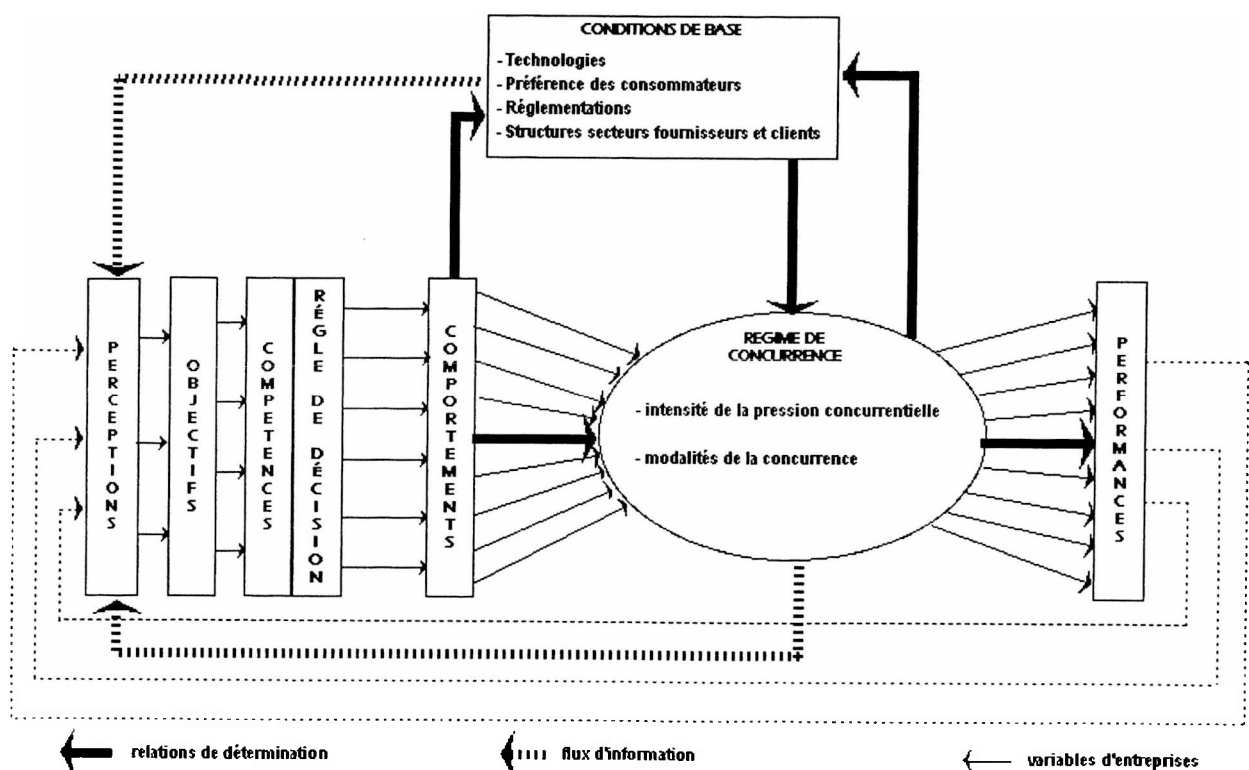 CONDITIONS DE BASE
- Technologies
- Préférence des consommateurs
- Réglementations
- Structures secteurs fournisseurs et clients
PERCEPTIONS
OBJECTIFS
COMPETENCES
RÉGLE DE DÉCISION
COMPORTEMENTS
REGIME DE
CONCURRENCE
- intensité de la pression concurrentielle
- modalités de la concurrence
PERFORMANCES
relations de détermination
flux d'information
variables d'entreprises